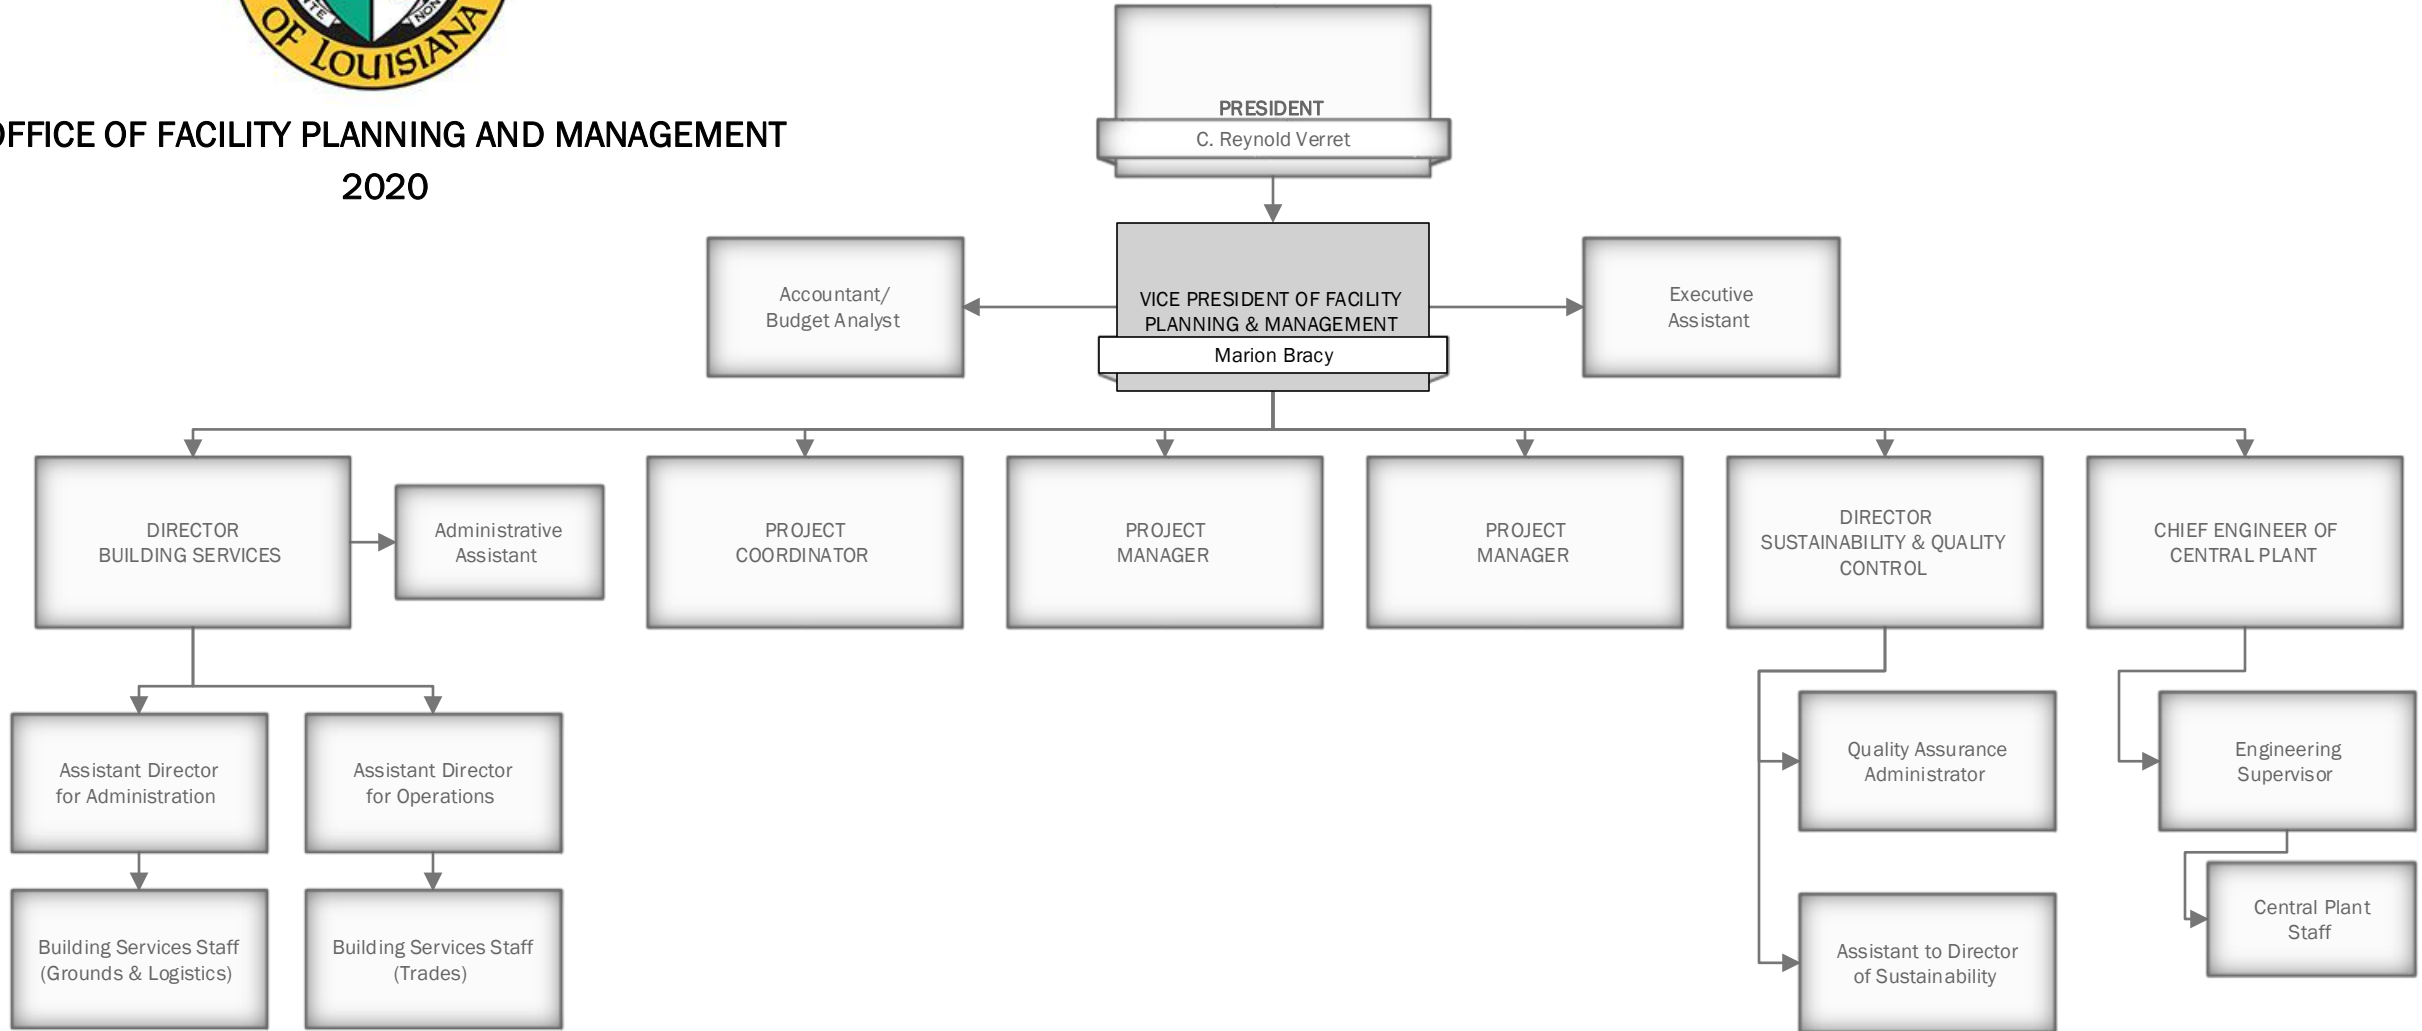 OF LOUISIANA
OFFICE OF FACILITY PLANNING AND MANAGEMENT
2020
PRESIDENT
C. Reynold Verret
Accountant/
Budget Analyst
VICE PRESIDENT OF FACILITY
PLANNING & MANAGEMENT
Marion Bracy
Executive
Assistant
DIRECTOR
BUILDING SERVICES
Administrative
Assistant
PROJECT
COORDINATOR
PROJECT
MANAGER
PROJECT
MANAGER
DIRECTOR
SUSTAINABILITY & QUALITY
CONTROL
CHIEF ENGINEER OF
CENTRAL PLANT
Assistant Director
for Administration
Assistant Director
for Operations
Quality Assurance
Administrator
Engineering
Supervisor
Building Services Staff
(Grounds & Logistics)
Building Services Staff
(Trades)
Assistant to Director
of Sustainability
Central Plant
Staff